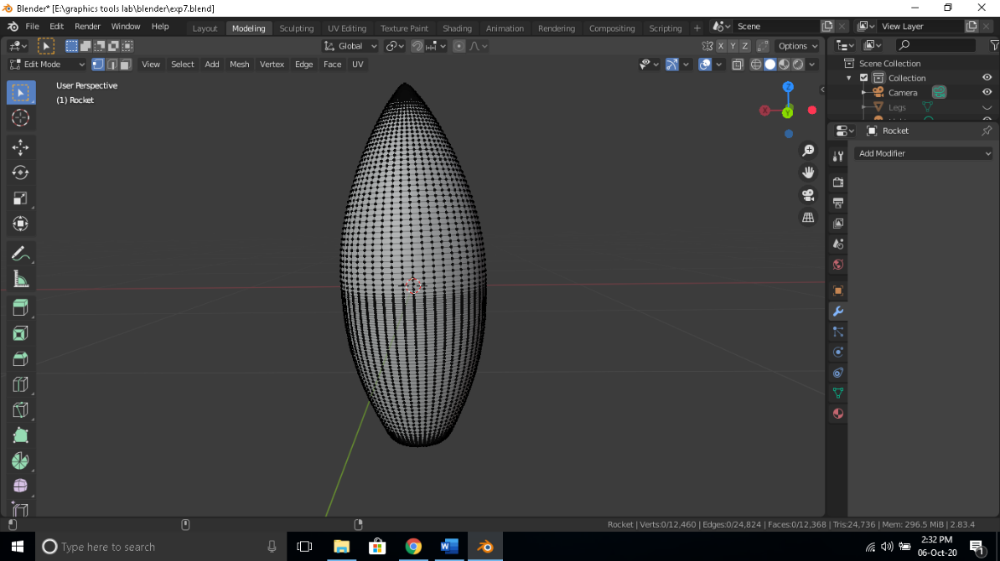 Blender* [E:\graphics tools lab\blender\exp7.blend]
File Edit Render Window Help Layout Modeling Sculpting UV Editing Texture Paint Shading Animation Rendering Compositing Scripting + Scene View Layer
Global X Y Z Options
Edit Mode View Select Add Mesh Vertex Edge Face UV
User Perspective
(1) Rocket
Z
X
Y
Scene Collection
Collection
Camera
Legs
Rocket
Add Modifier
Rocket | Verts:0/12,460 | Edges:0/24,824 | Faces:0/12,368 | Tris:24,736 | Mem: 296.5 MiB | 2.83.4
Type here to search
2:32 PM
06-Oct-20
1